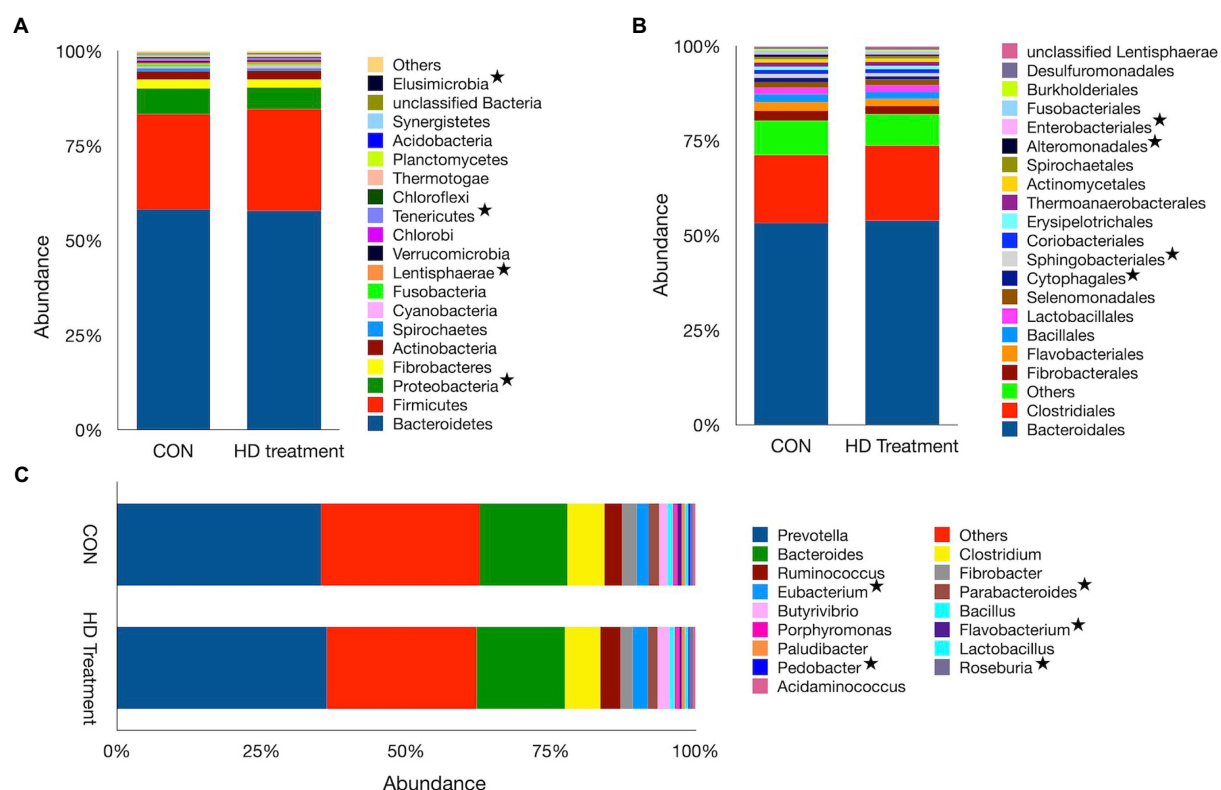 A
100%
75%
50%
25%
0%
Abundance
CON
HD treatment
Others
Elusimicrobia★
unclassified Bacteria
Synergistetes
Acidobacteria
Planctomycetes
Thermotogae
Chloroflexi
Tenericutes★
Chlorobi
Verrucomicrobia
Lentisphaerae★
Fusobacteria
Cyanobacteria
Spirochaetes
Actinobacteria
Fibrobacteres
Proteobacteria★
Firmicutes
Bacteroidetes
B
100%
75%
50%
25%
0%
Abundance
CON
HD Treatment
unclassified Lentisphaerae
Desulfuromonadales
Burkholderiales
Fusobacteriales
Enterobacteriales★
Alteromonadales★
Spirochaetales
Actinomycetales
Thermoanaerobacterales
Erysipelotrichales
Coriobacteriales
Sphingobacteriales★
Cytophagales★
Selenomonadales
Lactobacillales
Bacillales
Flavobacteriales
Fibrobacterales
Others
Clostridiales
Bacteroidales
C
CON
HD Treatment
0%
25%
50%
75%
100%
Abundance
Prevotella
Bacteroides
Ruminococcus
Eubacterium★
Butyrivibrio
Porphyromonas
Paludibacter
Pedobacter★
Acidaminococcus
Others
Clostridium
Fibrobacter
Parabacteroides★
Bacillus
Flavobacterium★
Lactobacillus
Roseburia★